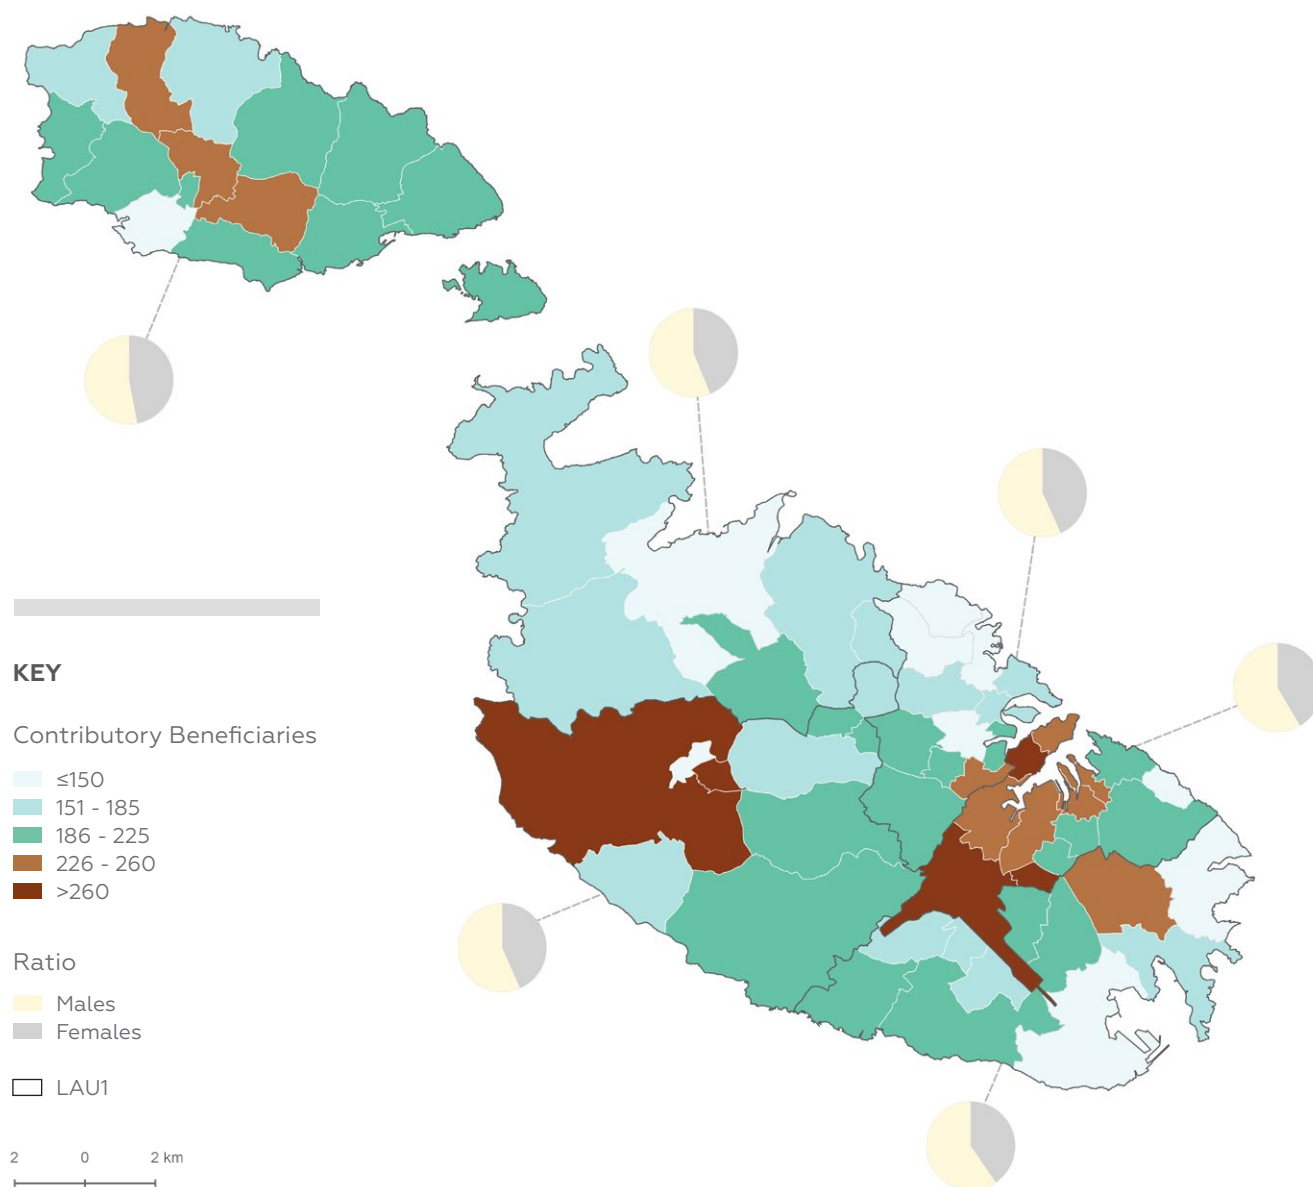 KEY
Contributory Beneficiaries
≤150
151 - 185
186 - 225
226 - 260
>260
Ratio
Males
Females
LAU1
2 0 2 km